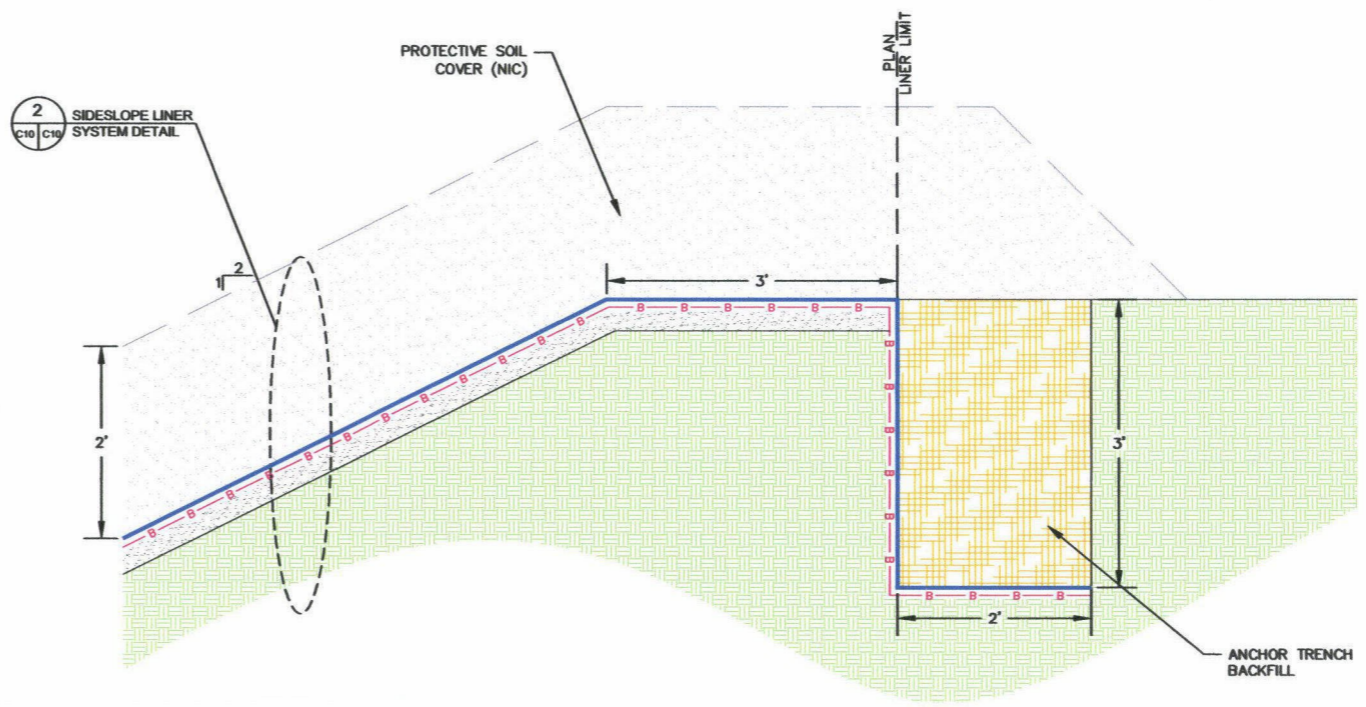 PROTECTIVE SOIL
COVER (NIC)
PLAN
LINER LIMIT
2
C10 C10
SIDESLOPE LINER
SYSTEM DETAIL
2
1
3'
2'
3'
2'
B B B B B B
B B B B B B B B B B B B
B
B
B
B
B
B
B B B B
ANCHOR TRENCH
BACKFILL